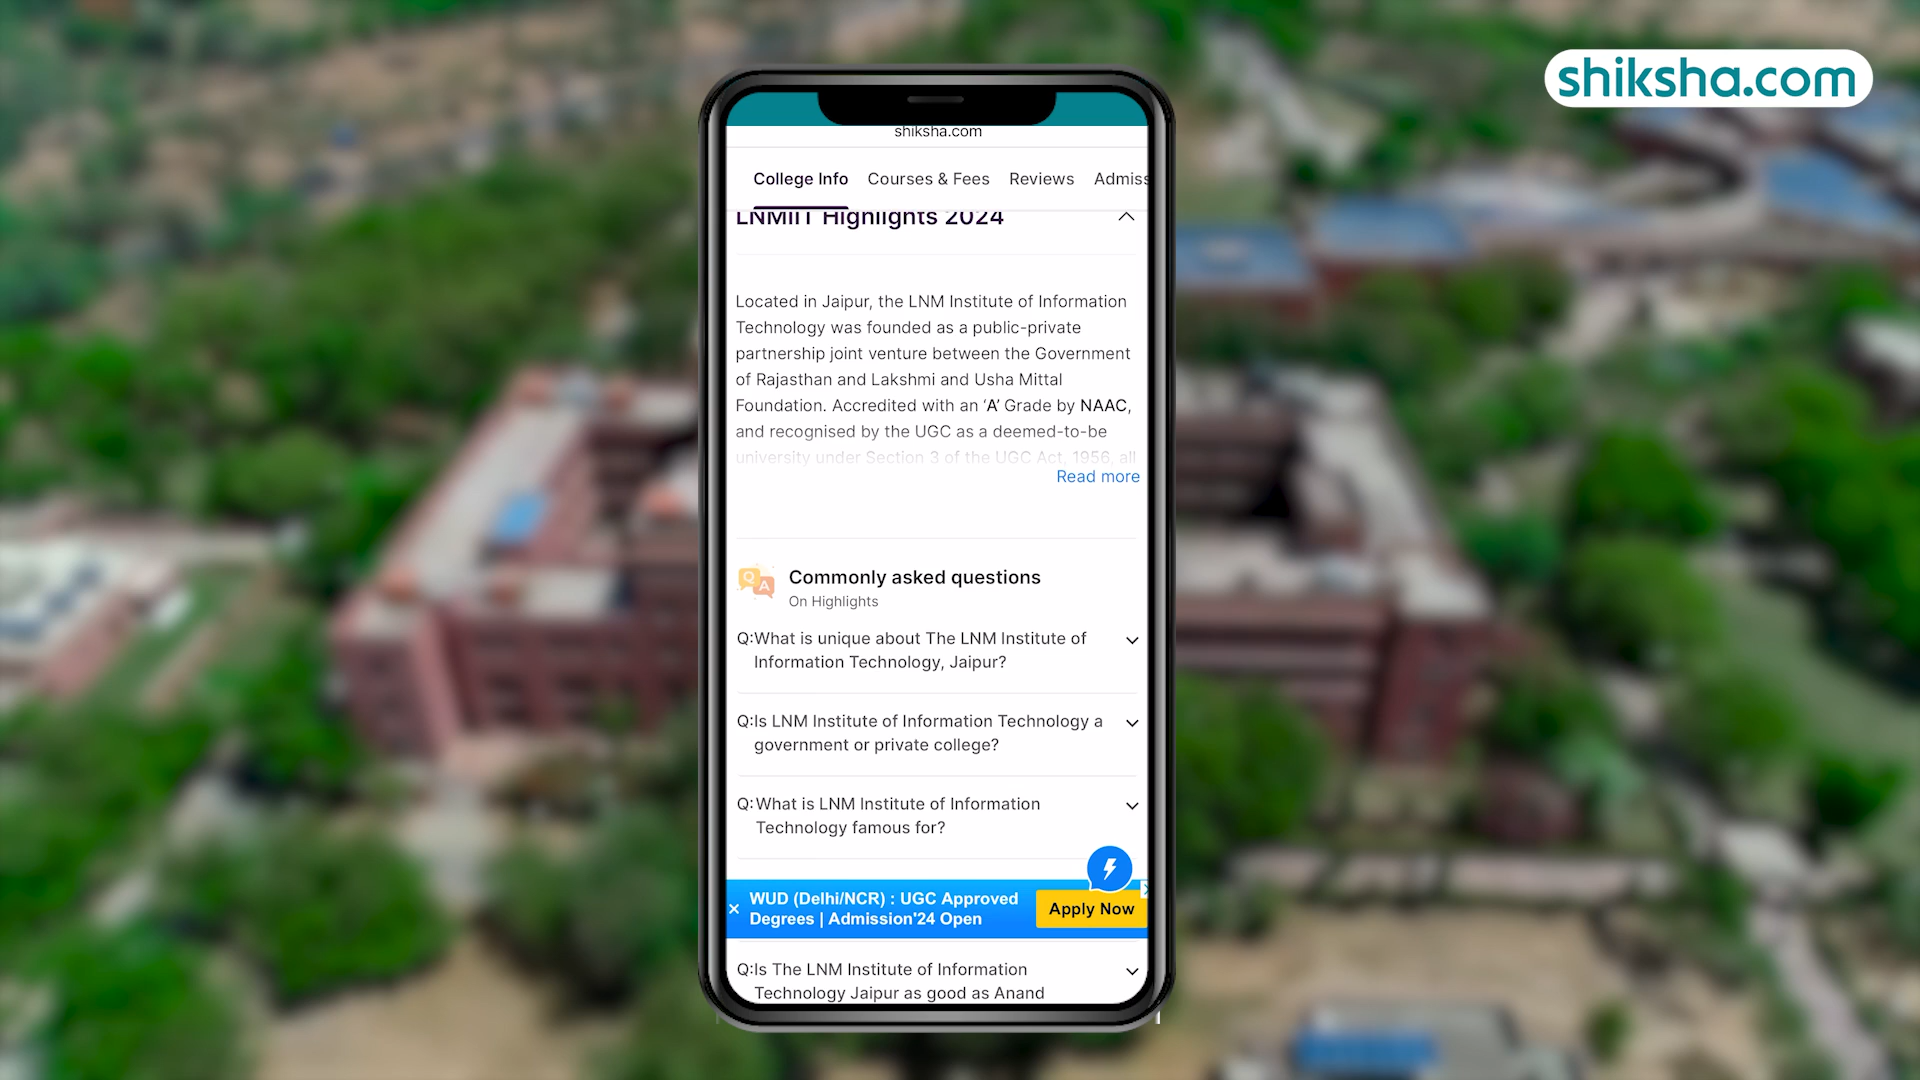 shiksha.com
shiksha.com
College Info Courses & Fees Reviews Admiss
LNMIIT Highlights 2024
Located in Jaipur, the LNM Institute of Information
Technology was founded as a public-private
partnership joint venture between the Government
of Rajasthan and Lakshmi and Usha Mittal
Foundation. Accredited with an ‘A’ Grade by NAAC,
and recognised by the UGC as a deemed-to-be
university under Section 3 of the UGC Act, 1956, all
Read more
Q A
Commonly asked questions
On Highlights
Q:What is unique about The LNM Institute of
Information Technology, Jaipur?
Q:Is LNM Institute of Information Technology a
government or private college?
Q:What is LNM Institute of Information
Technology famous for?
WUD (Delhi/NCR) : UGC Approved
Degrees | Admission'24 Open
Apply Now
Q:Is The LNM Institute of Information
Technology Jaipur as good as Anand